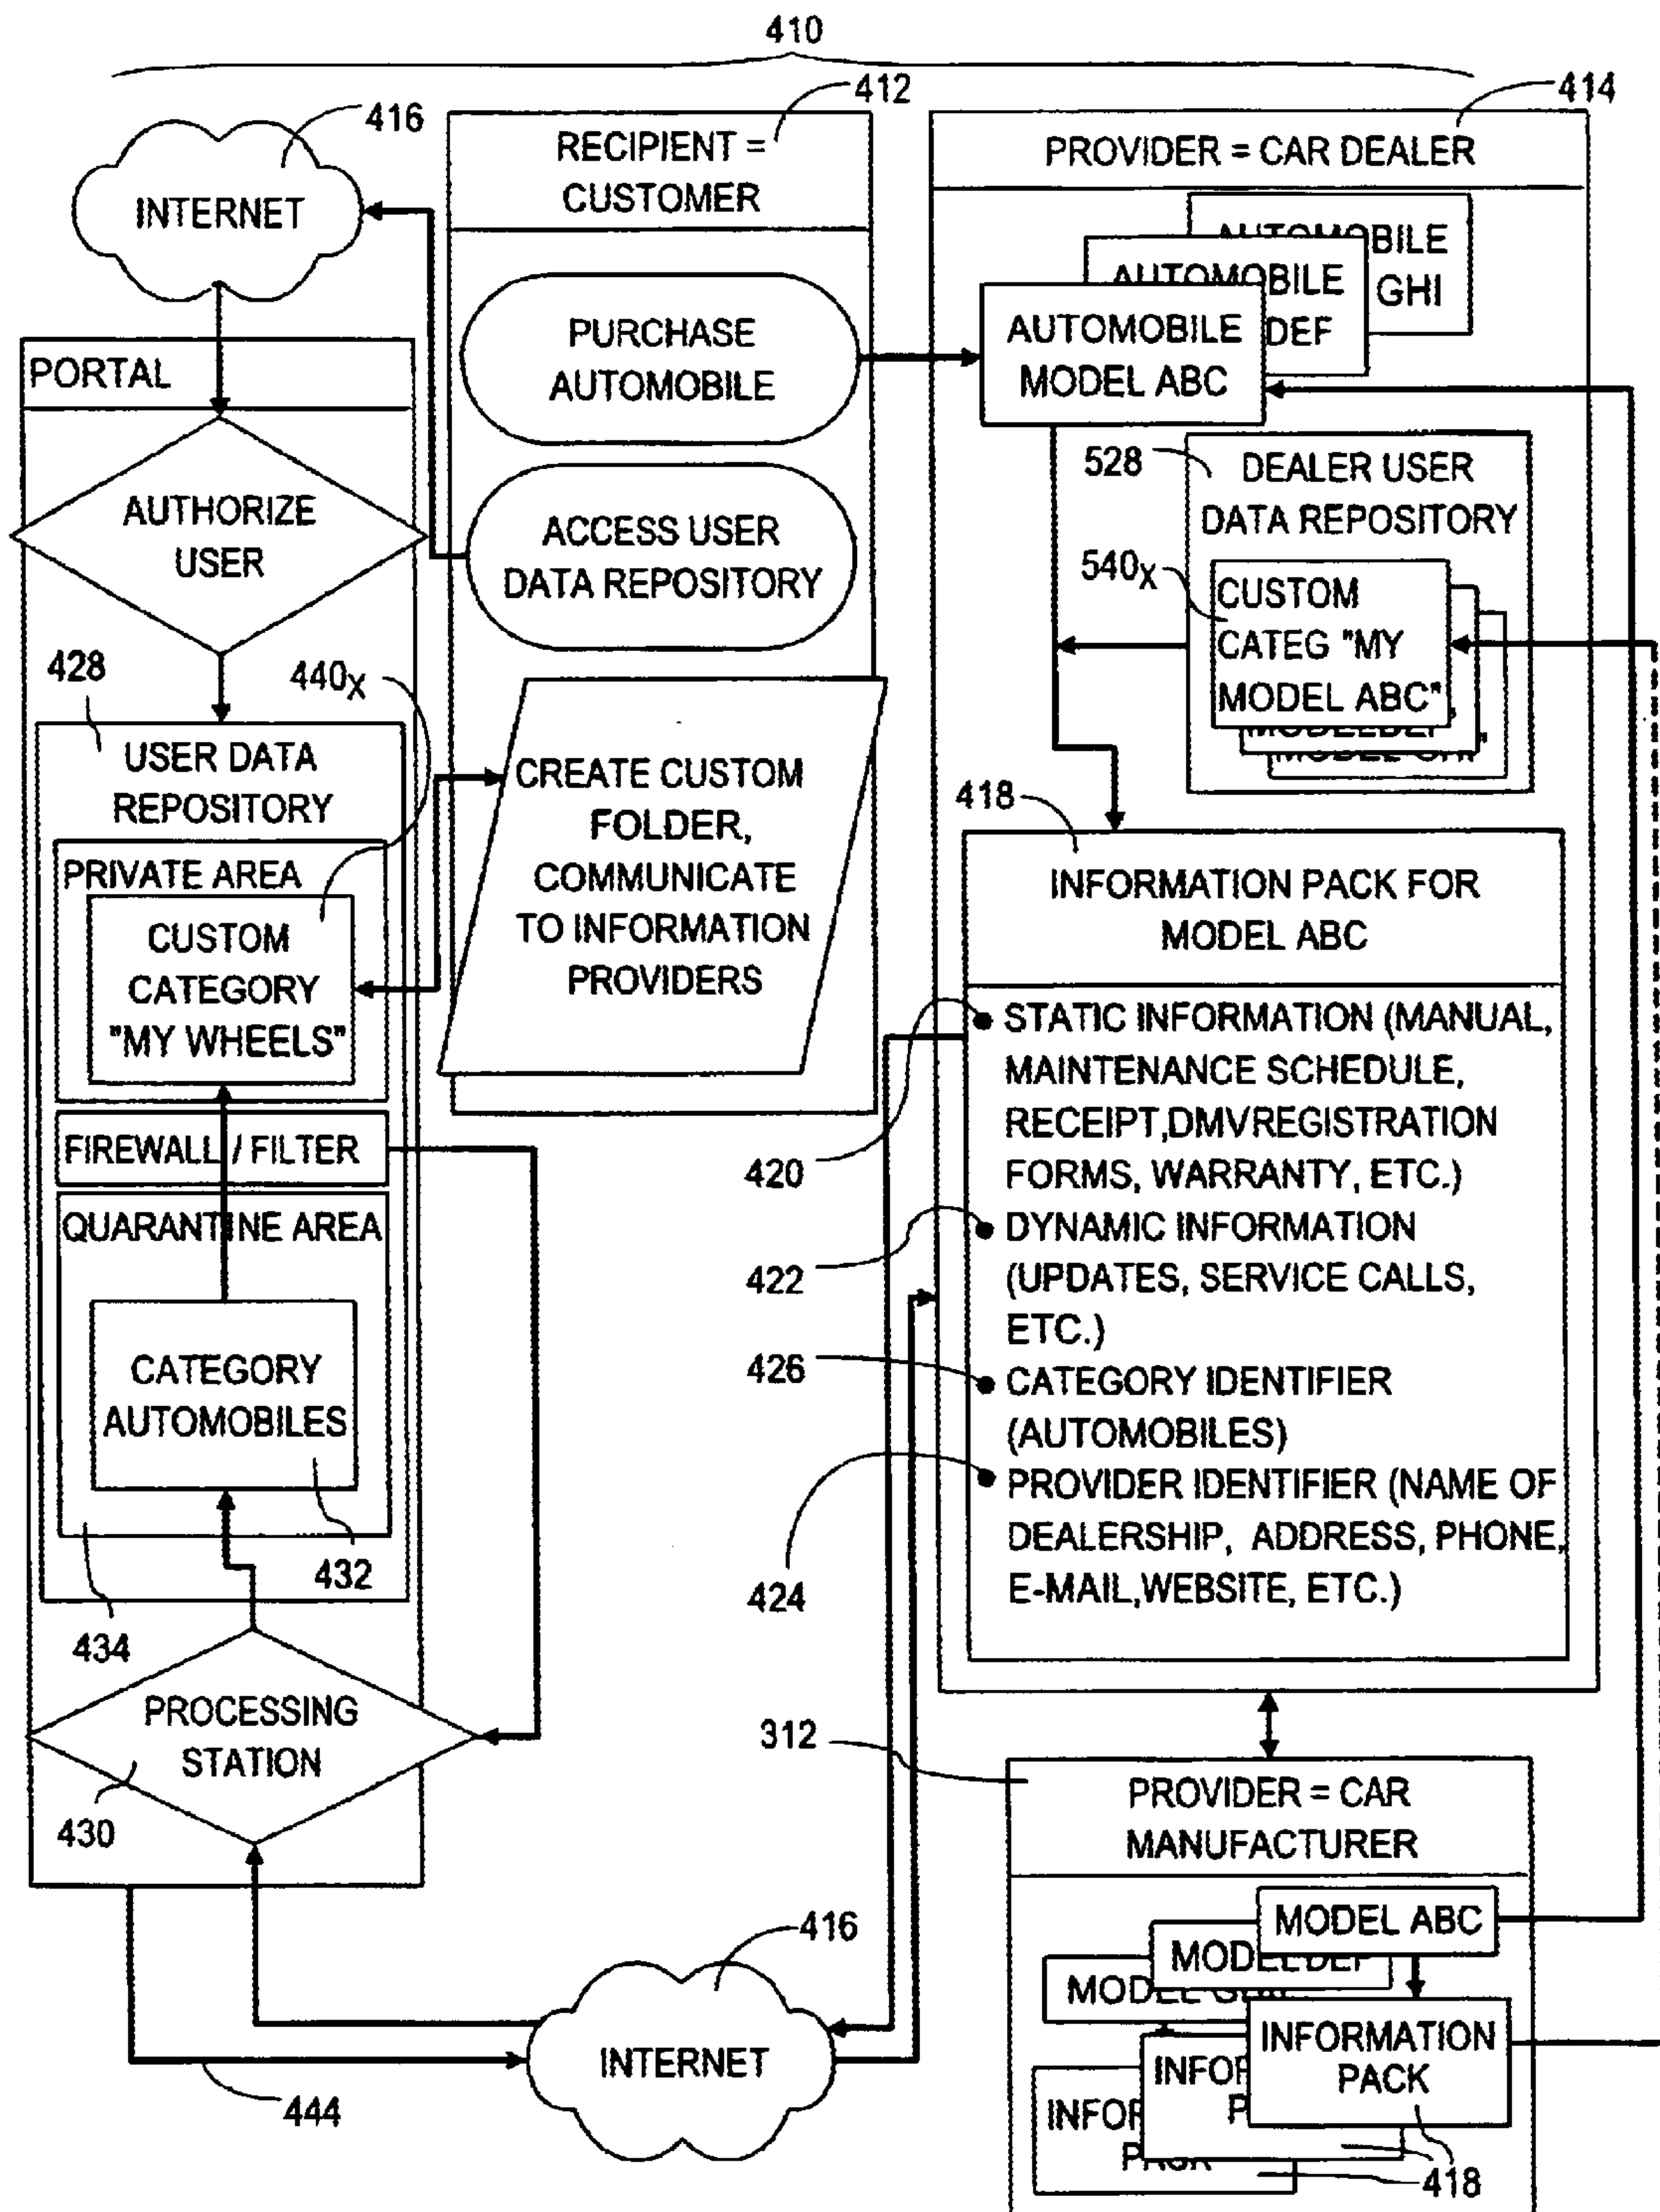 410
416
INTERNET
412
RECIPIENT =
CUSTOMER
PURCHASE
AUTOMOBILE
ACCESS USER
DATA REPOSITORY
CREATE CUSTOM
FOLDER,
COMMUNICATE
TO INFORMATION
PROVIDERS
PORTAL
AUTHORIZE
USER
428
440X
USER DATA
REPOSITORY
PRIVATE AREA
CUSTOM
CATEGORY
"MY WHEELS"
FIREWALL / FILTER
QUARANTINE AREA
CATEGORY
AUTOMOBILES
432
434
PROCESSING
STATION
430
444
416
INTERNET
414
PROVIDER = CAR DEALER
AUTOMOBILE
GHI
AUTOMOBILE
DEF
AUTOMOBILE
MODEL ABC
528
DEALER USER
DATA REPOSITORY
540X
CUSTOM
CATEG "MY
MODEL ABC"
418
INFORMATION PACK FOR
MODEL ABC
● STATIC INFORMATION (MANUAL,
MAINTENANCE SCHEDULE,
RECEIPT,DMVREGISTRATION
FORMS, WARRANTY, ETC.)
420
● DYNAMIC INFORMATION
(UPDATES, SERVICE CALLS,
ETC.)
422
● CATEGORY IDENTIFIER
(AUTOMOBILES)
426
● PROVIDER IDENTIFIER (NAME OF
DEALERSHIP, ADDRESS, PHONE,
E-MAIL,WEBSITE, ETC.)
424
312
PROVIDER = CAR
MANUFACTURER
MODEL ABC
MODEL DEF
MODEL
INFORMATION
PACK
418